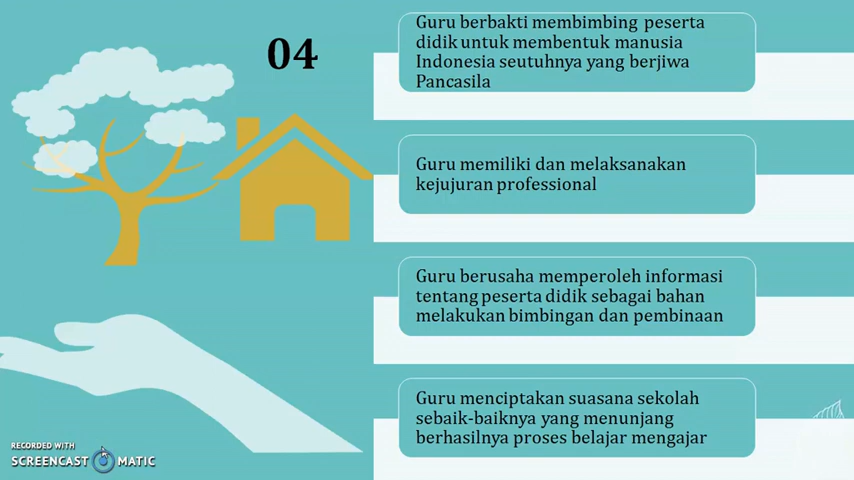 04
Guru berbakti membimbing peserta
didik untuk membentuk manusia
Indonesia seutuhnya yang berjiwa
Pancasila
Guru memiliki dan melaksanakan
kejujuran professional
Guru berusaha memperoleh informasi
tentang peserta didik sebagai bahan
melakukan bimbingan dan pembinaan
Guru menciptakan suasana sekolah
sebaik-baiknya yang menunjang
berhasilnya proses belajar mengajar
RECORDED WITH
SCREENCAST MATIC